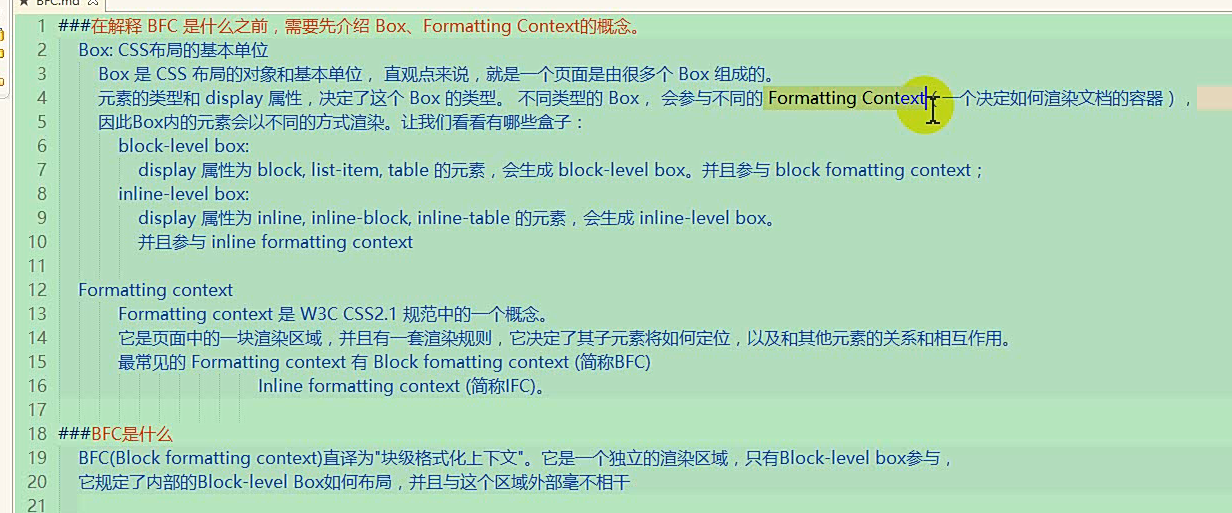 BFC.md
1 ###在解释 BFC 是什么之前，需要先介绍 Box、Formatting Context的概念。
2 Box: CSS布局的基本单位
3 Box 是 CSS 布局的对象和基本单位， 直观点来说，就是一个页面是由很多个 Box 组成的。
4 元素的类型和 display 属性，决定了这个 Box 的类型。 不同类型的 Box， 会参与不同的 Formatting Context（一个决定如何渲染文档的容器），
5 因此Box内的元素会以不同的方式渲染。让我们看看有哪些盒子：
6 block-level box:
7 display 属性为 block, list-item, table 的元素，会生成 block-level box。并且参与 block fomatting context；
8 inline-level box:
9 display 属性为 inline, inline-block, inline-table 的元素，会生成 inline-level box。
10 并且参与 inline formatting context
11
12 Formatting context
13 Formatting context 是 W3C CSS2.1 规范中的一个概念。
14 它是页面中的一块渲染区域，并且有一套渲染规则，它决定了其子元素将如何定位，以及和其他元素的关系和相互作用。
15 最常见的 Formatting context 有 Block fomatting context (简称BFC)
16 Inline formatting context (简称IFC)。
17
18 ###BFC是什么
19 BFC(Block formatting context)直译为"块级格式化上下文"。它是一个独立的渲染区域，只有Block-level box参与，
20 它规定了内部的Block-level Box如何布局，并且与这个区域外部毫不相干
21